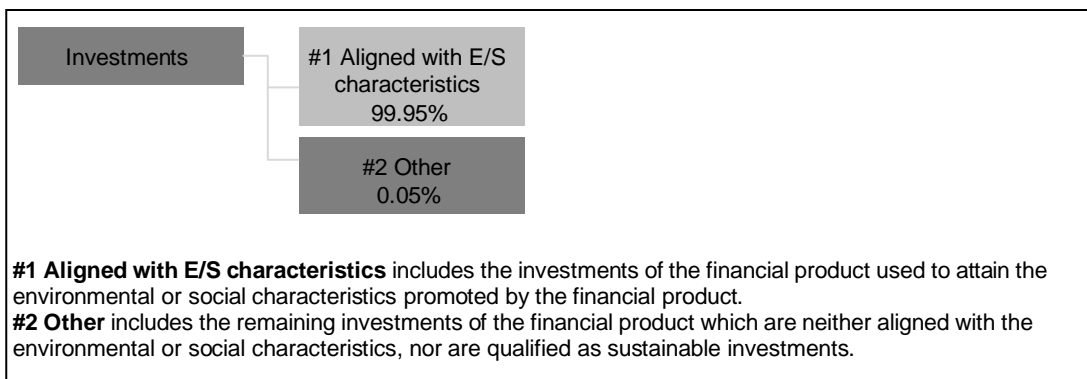 Investments
#1 Aligned with E/S
characteristics
99.95%
#2 Other
0.05%
#1 Aligned with E/S characteristics includes the investments of the financial product used to attain the
environmental or social characteristics promoted by the financial product.
#2 Other includes the remaining investments of the financial product which are neither aligned with the
environmental or social characteristics, nor are qualified as sustainable investments.